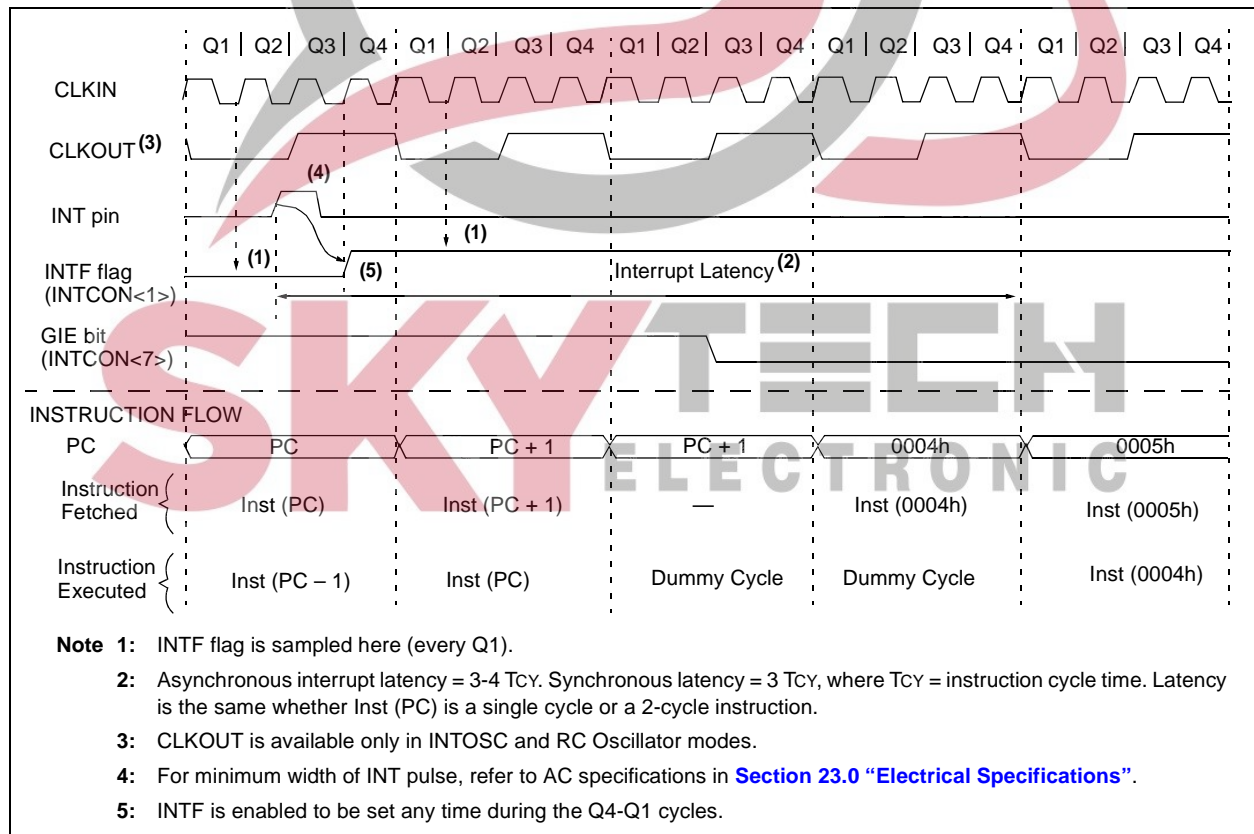 Q1 Q2 Q3 Q4 Q1 Q2 Q3 Q4 Q1 Q2 Q3 Q4 Q1 Q2 Q3 Q4 Q1 Q2 Q3 Q4
CLKIN
CLKOUT (3)
(4)
INT pin
(1)
(1)
INTF flag
(INTCON<1>)
(5)
Interrupt Latency (2)
GIE bit
(INTCON<7>)
SKYTECH
ELECTRONIC
INSTRUCTION FLOW
PC PC PC + 1 PC + 1 0004h 0005h
Instruction
Fetched
Inst (PC) Inst (PC + 1) — Inst (0004h) Inst (0005h)
Instruction
Executed
Inst (PC – 1) Inst (PC) Dummy Cycle Dummy Cycle Inst (0004h)
Note 1: INTF flag is sampled here (every Q1).
2: Asynchronous interrupt latency = 3-4 TCY. Synchronous latency = 3 TCY, where TCY = instruction cycle time. Latency
is the same whether Inst (PC) is a single cycle or a 2-cycle instruction.
3: CLKOUT is available only in INTOSC and RC Oscillator modes.
4: For minimum width of INT pulse, refer to AC specifications in Section 23.0 “Electrical Specifications”.
5: INTF is enabled to be set any time during the Q4-Q1 cycles.